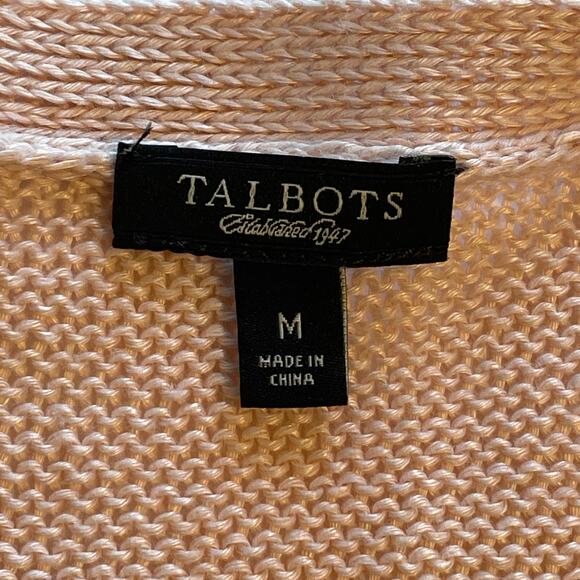 TALBOTS
Established 1947
M
MADE IN
CHINA